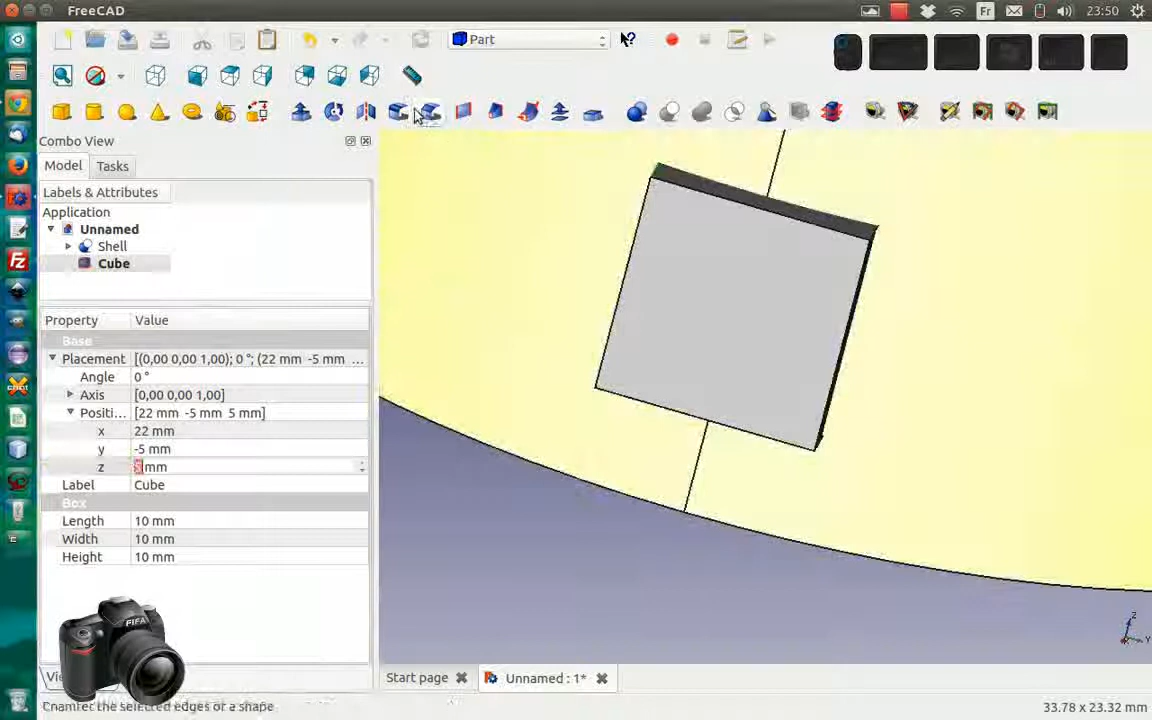 FreeCAD
Fr
23:50
Part
Combo View
Model
Tasks
Labels & Attributes
Application
Unnamed
Shell
Cube
Property
Value
Base
Placement
[(0,00 0,00 1,00); 0 °; (22 mm -5 mm ...
Angle
0 °
Axis
[0,00 0,00 1,00]
Positi...
[22 mm -5 mm 5 mm]
x
22 mm
y
-5 mm
z
5 mm
Label
Cube
Box
Length
10 mm
Width
10 mm
Height
10 mm
Z
Y
FIFA
Start page
Unnamed : 1*
Chamfer the selected edges of a shape
33.78 x 23.32 mm